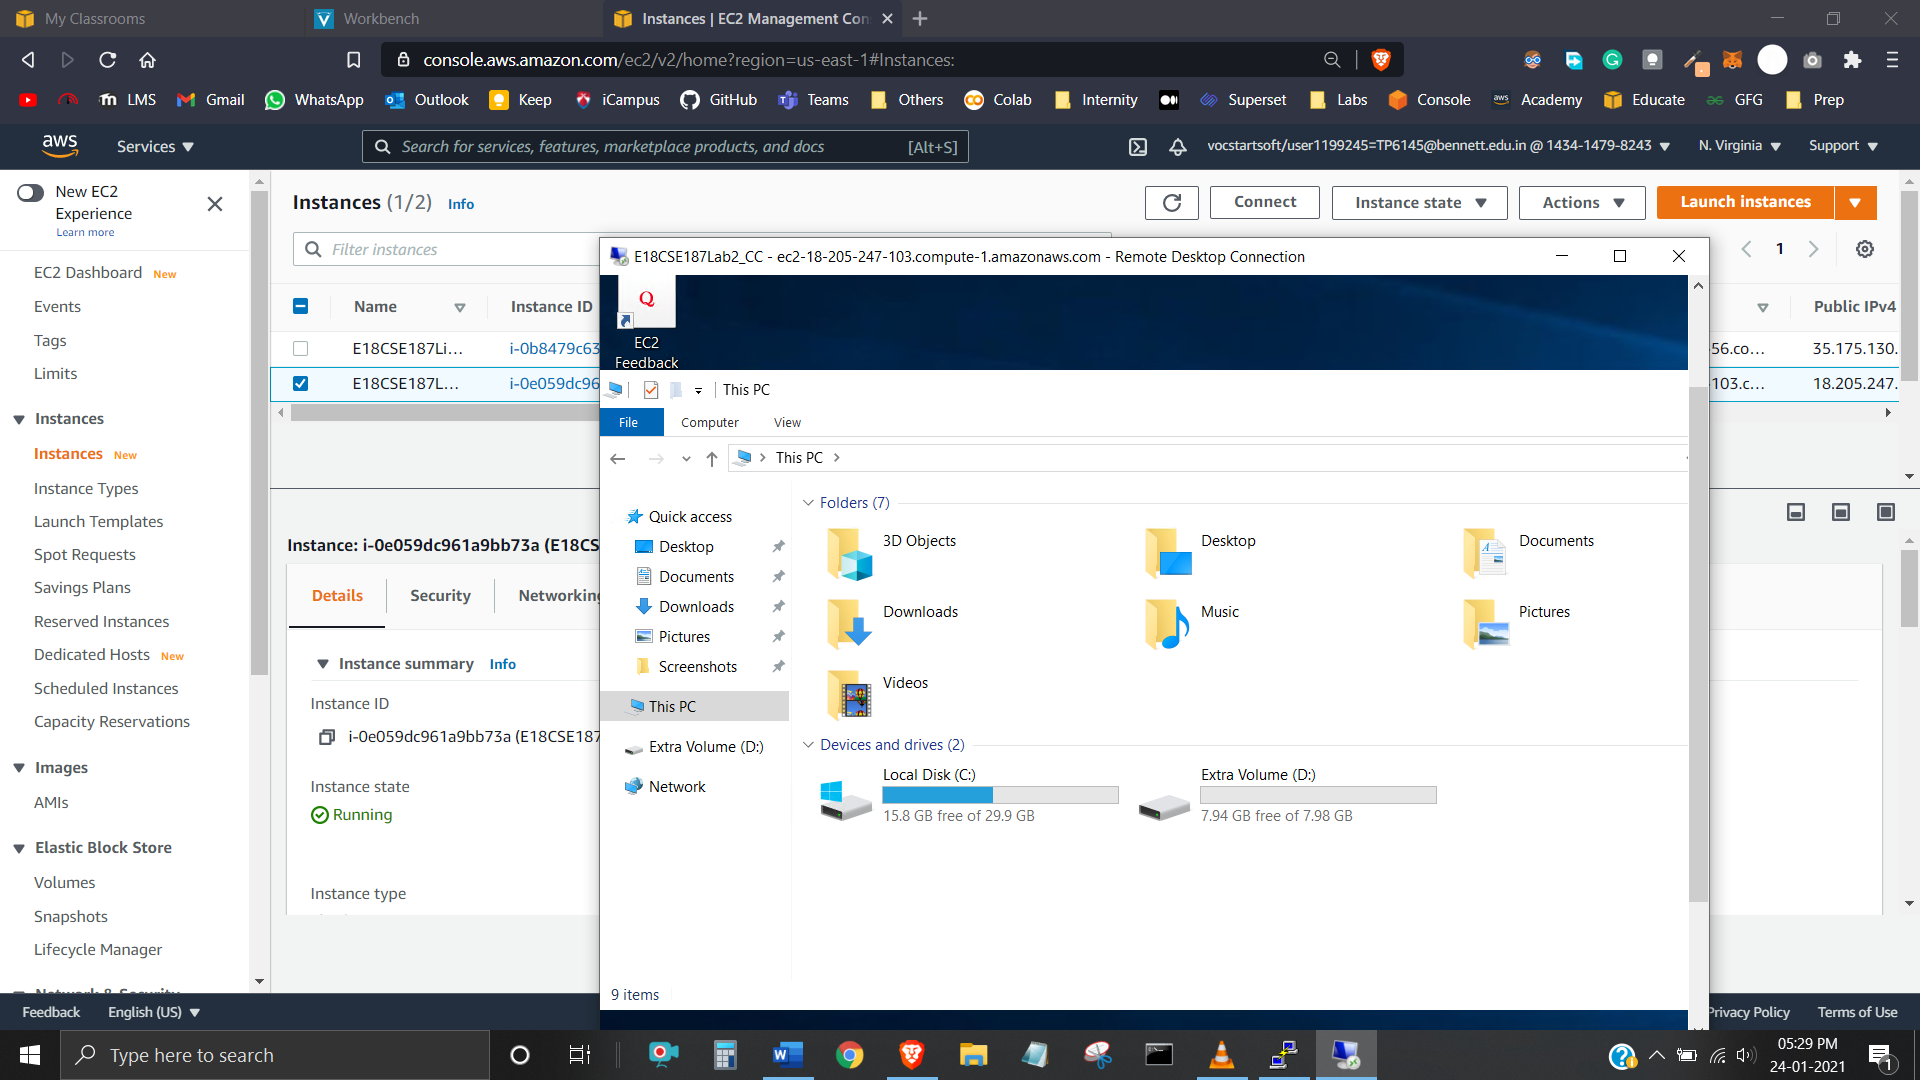 My Classrooms
Workbench
Instances | EC2 Management Con
console.aws.amazon.com/ec2/v2/home?region=us-east-1#Instances:
LMS
Gmail
WhatsApp
Outlook
Keep
iCampus
GitHub
Teams
Others
Colab
Internity
Superset
Labs
Console
aws
Academy
Educate
GFG
Prep
aws
Services
Search for services, features, marketplace products, and docs
[Alt+S]
vocstartsoft/user1199245=TP6145@bennett.edu.in @ 1434-1479-8243
N. Virginia
Support
New EC2
Experience
Learn more
EC2 Dashboard New
Events
Tags
Limits
Instances
Instances New
Instance Types
Launch Templates
Spot Requests
Savings Plans
Reserved Instances
Dedicated Hosts New
Scheduled Instances
Capacity Reservations
Images
AMIs
Elastic Block Store
Volumes
Snapshots
Lifecycle Manager
Network & Security
Instances (1/2) Info
Connect
Instance state
Actions
Launch instances
Filter instances
1
Name
Instance ID
Public IPv4
E18CSE187Li...
i-0b8479c63
56.co...
35.175.130.
E18CSE187L...
i-0e059dc96
103.c...
18.205.247.
Instance: i-0e059dc961a9bb73a (E18CS
Details
Security
Networking
Instance summary Info
Instance ID
i-0e059dc961a9bb73a (E18CSE187
Instance state
Running
Instance type
E18CSE187Lab2_CC - ec2-18-205-247-103.compute-1.amazonaws.com - Remote Desktop Connection
Q
EC2
Feedback
This PC
File
Computer
View
This PC
Quick access
Desktop
Documents
Downloads
Pictures
Screenshots
This PC
Extra Volume (D:)
Network
Folders (7)
3D Objects
Desktop
Documents
Downloads
Music
Pictures
Videos
Devices and drives (2)
Local Disk (C:)
15.8 GB free of 29.9 GB
Extra Volume (D:)
7.94 GB free of 7.98 GB
9 items
Feedback
English (US)
Privacy Policy
Terms of Use
Type here to search
05:29 PM
24-01-2021
1